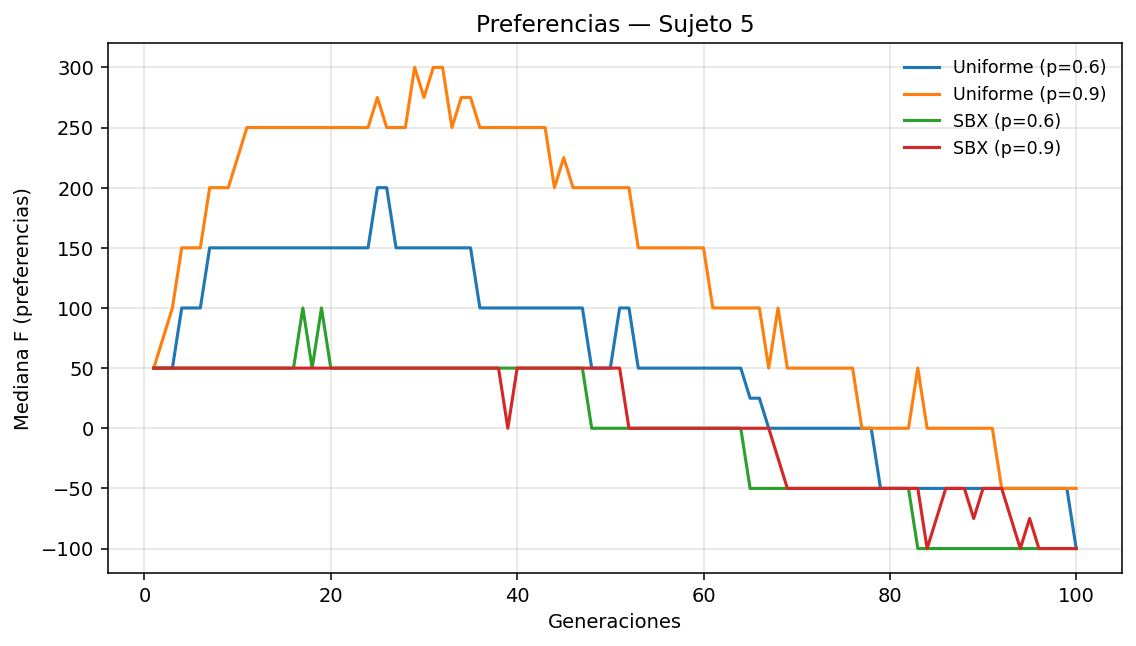 Preferencias — Sujeto 5
Mediana F (preferencias)
300
250
200
150
100
50
0
−50
−100
Uniforme (p=0.6)
Uniforme (p=0.9)
SBX (p=0.6)
SBX (p=0.9)
0 20 40 60 80 100
Generaciones